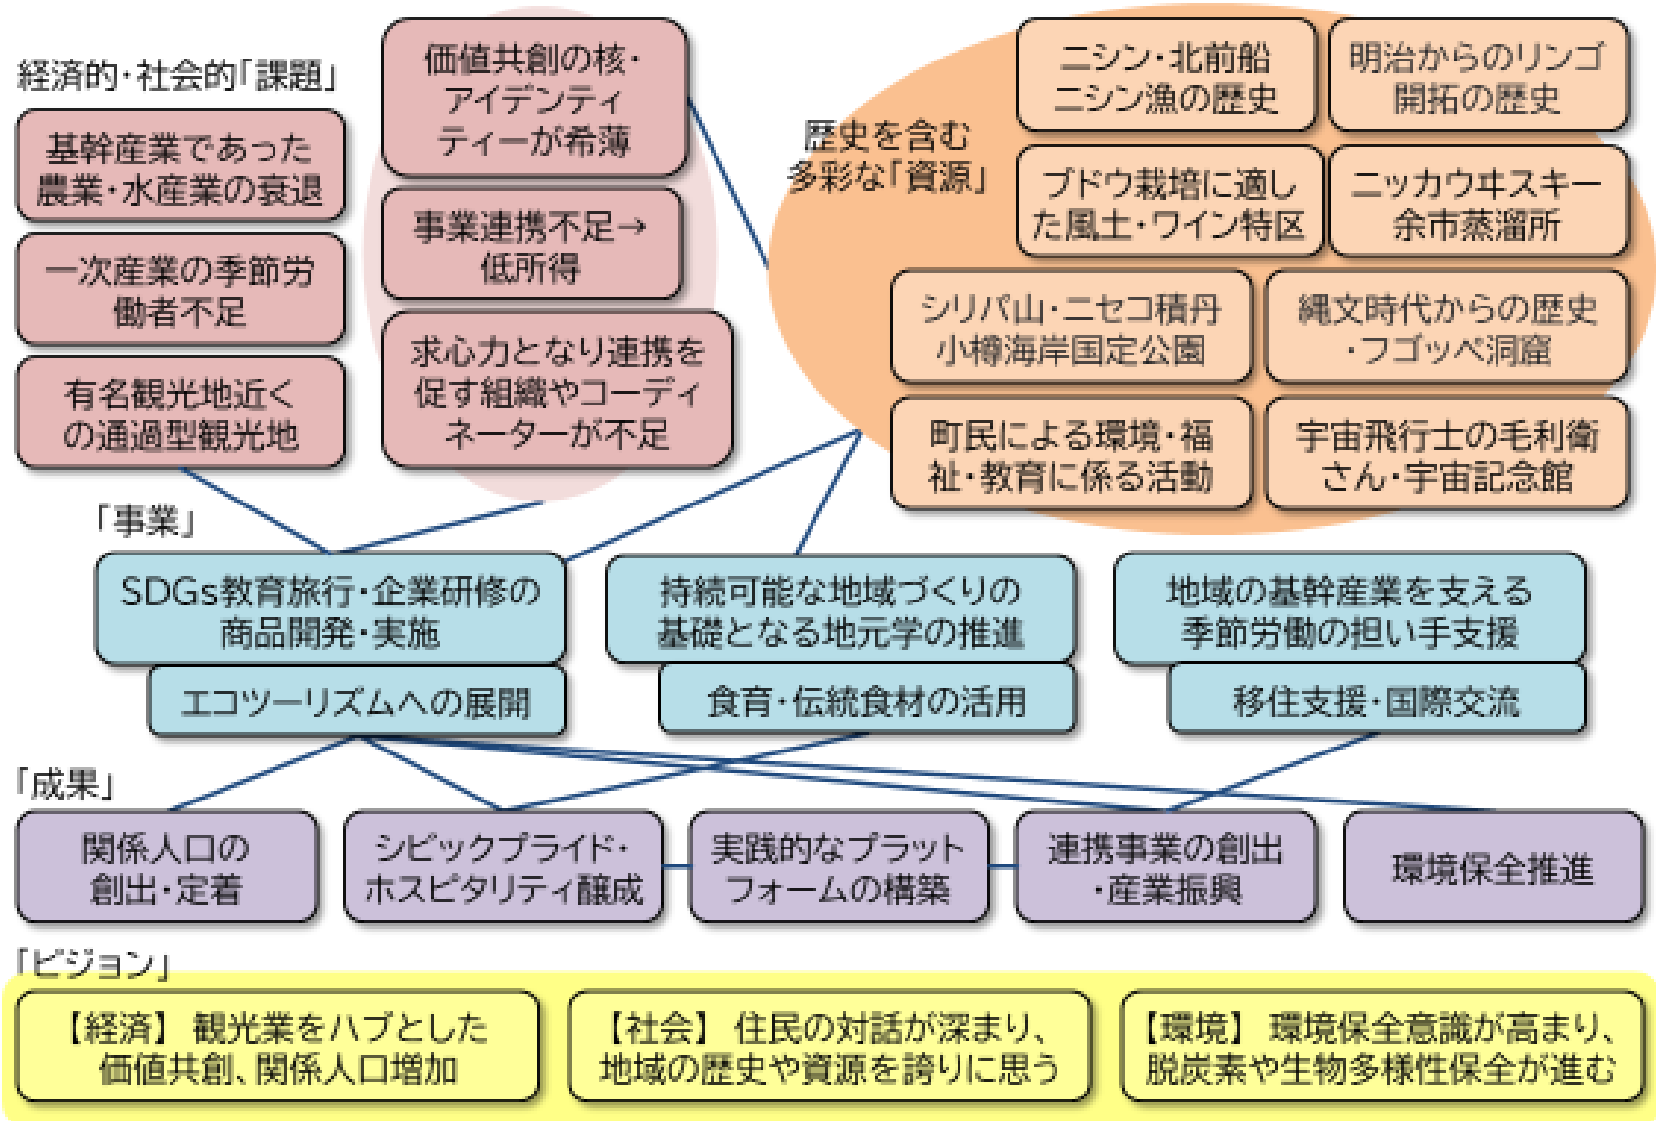 経済的・社会的「課題」
基幹産業であった
農業・水産業の衰退
一次産業の季節労
働者不足
有名観光地近く
の通過型観光地
価値共創の核・
アイデンティ
ティーが希薄
事業連携不足→
低所得
求心力となり連携を
促す組織やコーディ
ネーターが不足
歴史を含む
多彩な「資源」
ニシン・北前船
ニシン漁の歴史
明治からのリンゴ
開拓の歴史
ブドウ栽培に適し
た風土・ワイン特区
ニッカウヰスキー
余市蒸溜所
シリパ山・ニセコ積丹
小樽海岸国定公園
縄文時代からの歴史
・フゴッペ洞窟
町民による環境・福
祉・教育に係る活動
宇宙飛行士の毛利衛
さん・宇宙記念館
「事業」
SDGs教育旅行・企業研修の
商品開発・実施
エコツーリズムへの展開
持続可能な地域づくりの
基礎となる地元学の推進
食育・伝統食材の活用
地域の基幹産業を支える
季節労働の担い手支援
移住支援・国際交流
「成果」
関係人口の
創出・定着
シビックプライド・
ホスピタリティ醸成
実践的なプラット
フォームの構築
連携事業の創出
・産業振興
環境保全推進
「ビジョン」
【経済】 観光業をハブとした
価値共創、関係人口増加
【社会】 住民の対話が深まり、
地域の歴史や資源を誇りに思う
【環境】 環境保全意識が高まり、
脱炭素や生物多様性保全が進む